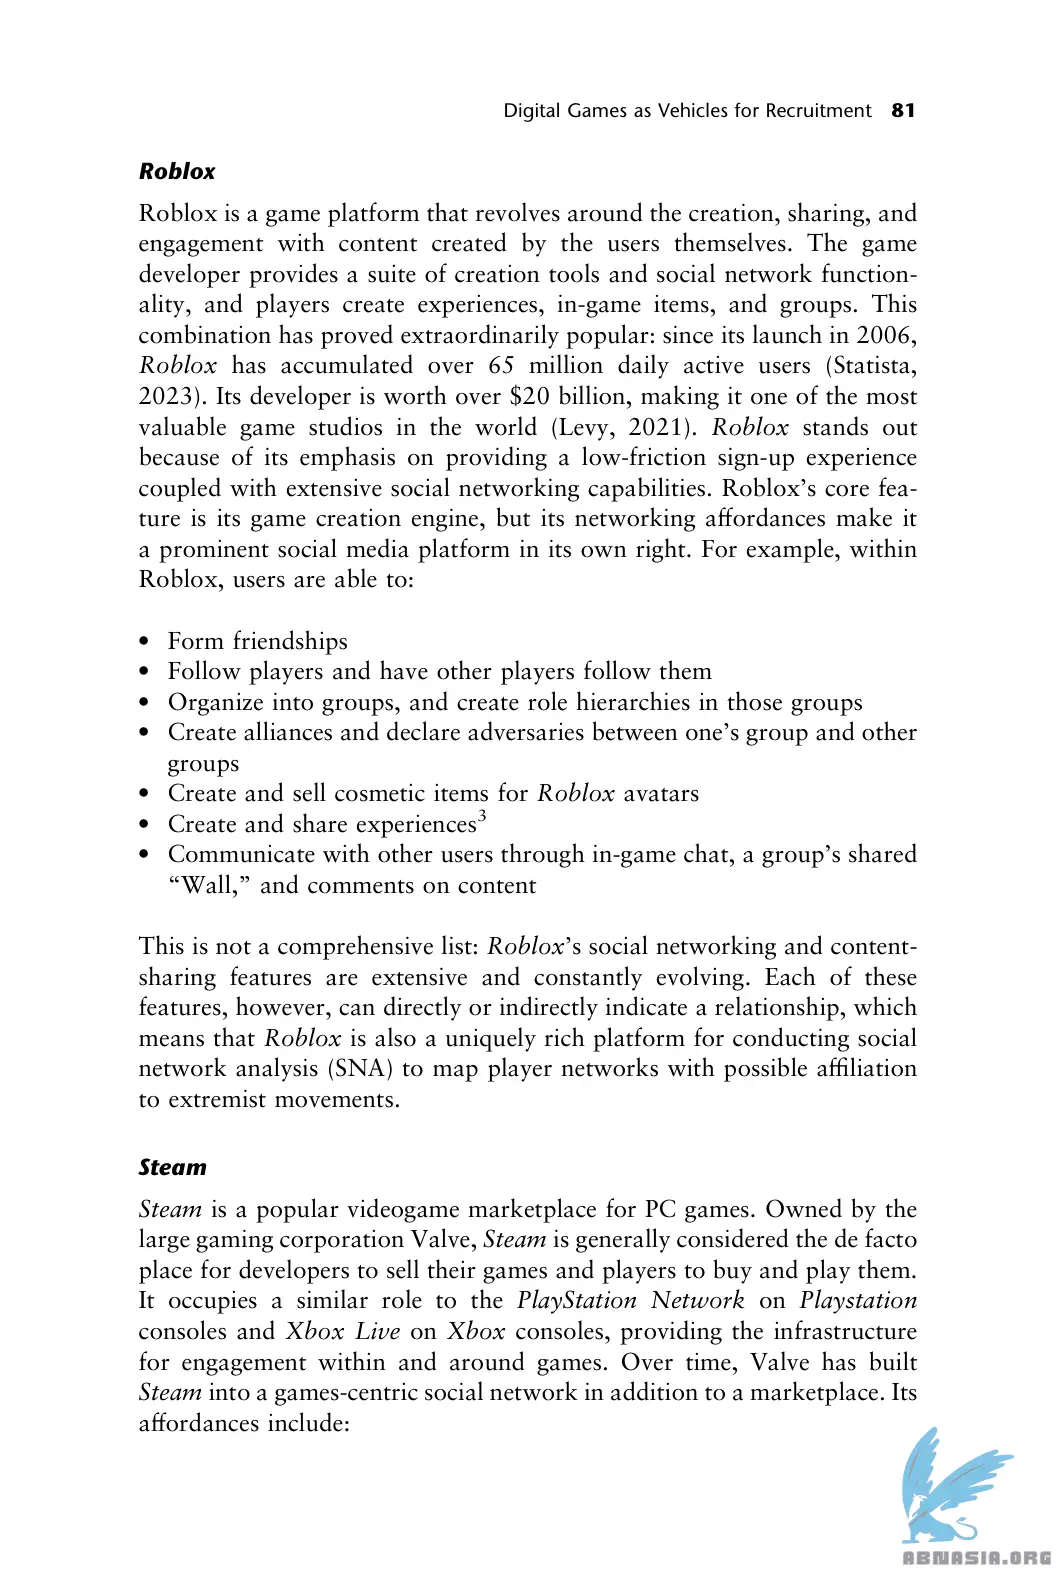 Digital Games as Vehicles for Recruitment 81
Roblox
Roblox is a game platform that revolves around the creation, sharing, and
engagement with content created by the users themselves. The game
developer provides a suite of creation tools and social network function-
ality, and players create experiences, in-game items, and groups. This
combination has proved extraordinarily popular: since its launch in 2006,
Roblox has accumulated over 65 million daily active users (Statista,
2023). Its developer is worth over $20 billion, making it one of the most
valuable game studios in the world (Levy, 2021). Roblox stands out
because of its emphasis on providing a low-friction sign-up experience
coupled with extensive social networking capabilities. Roblox’s core fea-
ture is its game creation engine, but its networking affordances make it
a prominent social media platform in its own right. For example, within
Roblox, users are able to:
• Form friendships
• Follow players and have other players follow them
• Organize into groups, and create role hierarchies in those groups
• Create alliances and declare adversaries between one’s group and other
groups
• Create and sell cosmetic items for Roblox avatars
• Create and share experiences3
• Communicate with other users through in-game chat, a group’s shared
“Wall,” and comments on content
This is not a comprehensive list: Roblox’s social networking and content-
sharing features are extensive and constantly evolving. Each of these
features, however, can directly or indirectly indicate a relationship, which
means that Roblox is also a uniquely rich platform for conducting social
network analysis (SNA) to map player networks with possible affiliation
to extremist movements.
Steam
Steam is a popular videogame marketplace for PC games. Owned by the
large gaming corporation Valve, Steam is generally considered the de facto
place for developers to sell their games and players to buy and play them.
It occupies a similar role to the PlayStation Network on Playstation
consoles and Xbox Live on Xbox consoles, providing the infrastructure
for engagement within and around games. Over time, Valve has built
Steam into a games-centric social network in addition to a marketplace. Its
affordances include:
ABNASIA.ORG